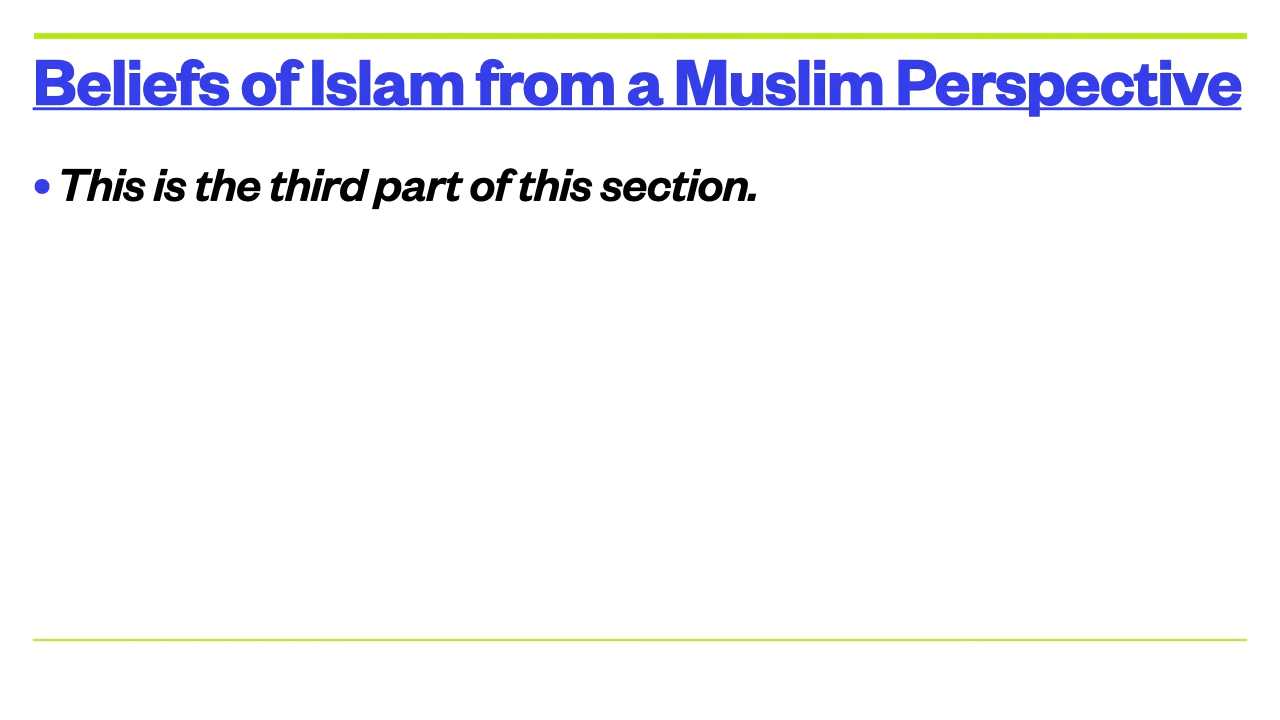 Beliefs of Islam from a Muslim Perspective
• This is the third part of this section.